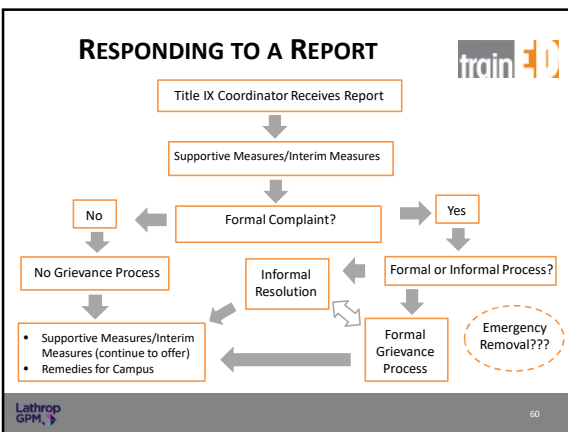 RESPONDING TO A REPORT
trainED
Title IX Coordinator Receives Report
Supportive Measures/Interim Measures
No
Formal Complaint?
Yes
No Grievance Process
Informal
Resolution
Formal or Informal Process?
• Supportive Measures/Interim
Measures (continue to offer)
• Remedies for Campus
Formal
Grievance
Process
Emergency
Removal???
Lathrop
GPM
60